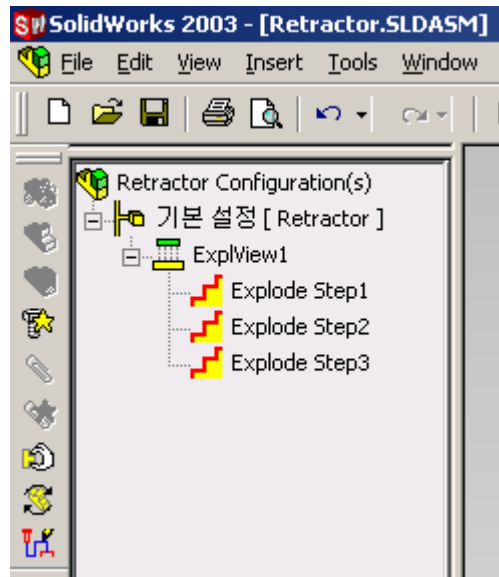 SolidWorks 2003 - [Retractor.SLDASM]
File Edit View Insert Tools Window
Retractor Configuration(s)
기본 설정 [ Retractor ]
ExplView1
Explode Step1
Explode Step2
Explode Step3